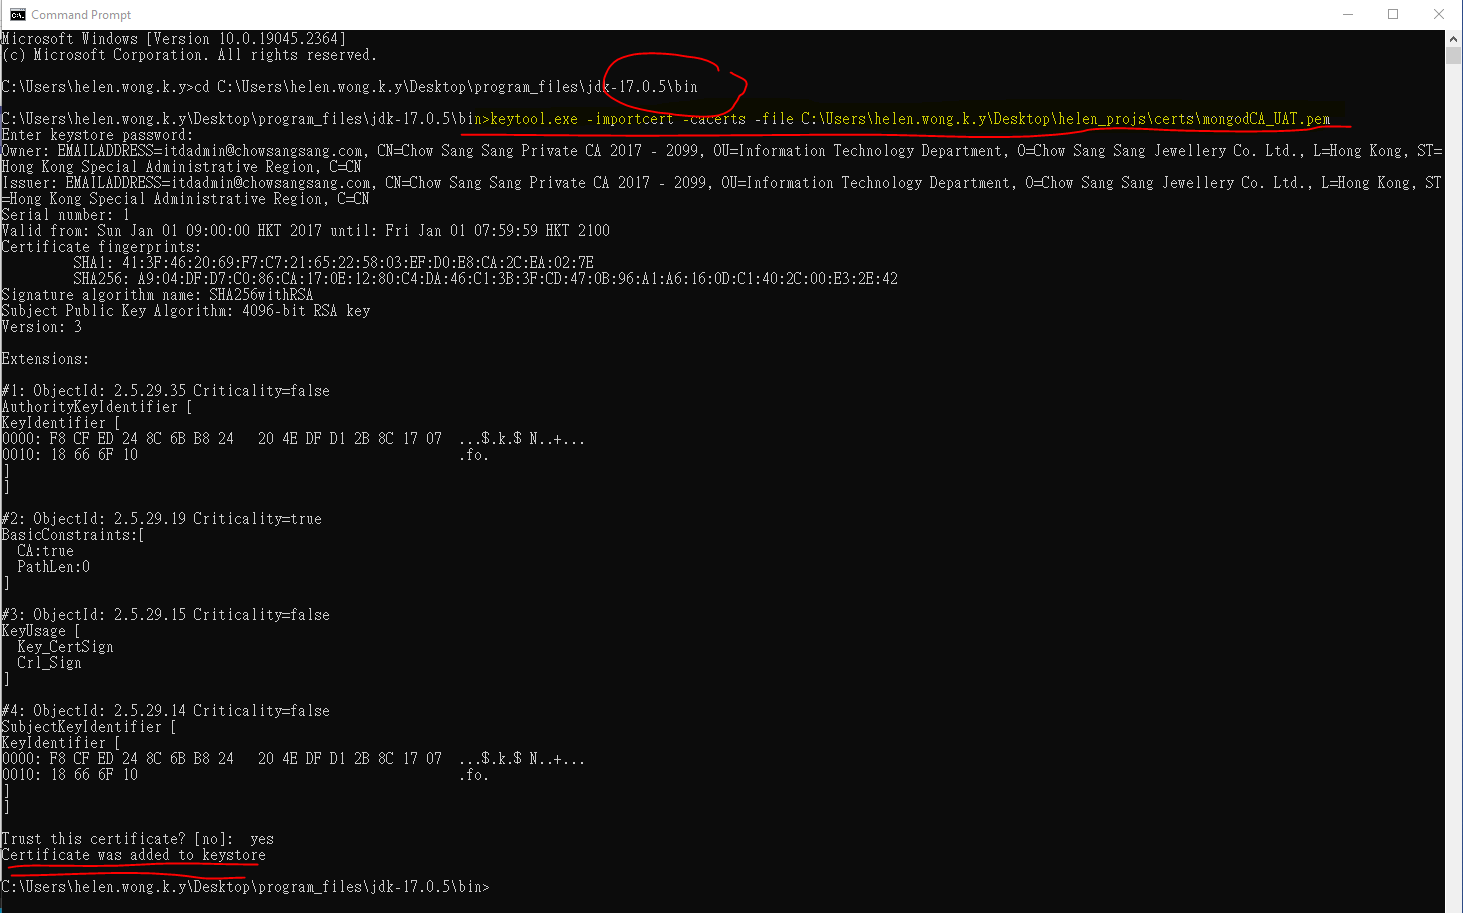 Command Prompt
Microsoft Windows [Version 10.0.19045.2364]
(c) Microsoft Corporation. All rights reserved.
C:\Users\helen.wong.k.y>cd C:\Users\helen.wong.k.y\Desktop\program_files\jdk-17.0.5\bin
C:\Users\helen.wong.k.y\Desktop\program_files\jdk-17.0.5\bin>keytool.exe -importcert -cacerts -file C:\Users\helen.wong.k.y\Desktop\helen_projs\certs\mongodCA_UAT.pem
Enter keystore password:
Owner: EMAILADDRESS=itdadmin@chowsangsang.com, CN=Chow Sang Sang Private CA 2017 - 2099, OU=Information Technology Department, O=Chow Sang Sang Jewellery Co. Ltd., L=Hong Kong, ST=
Hong Kong Special Administrative Region, C=CN
Issuer: EMAILADDRESS=itdadmin@chowsangsang.com, CN=Chow Sang Sang Private CA 2017 - 2099, OU=Information Technology Department, O=Chow Sang Sang Jewellery Co. Ltd., L=Hong Kong, ST
=Hong Kong Special Administrative Region, C=CN
Serial number: 1
Valid from: Sun Jan 01 09:00:00 HKT 2017 until: Fri Jan 01 07:59:59 HKT 2100
Certificate fingerprints:
SHA1: 41:3F:46:20:69:F7:C7:21:65:22:58:03:EF:D0:E8:CA:2C:EA:02:7E
SHA256: A9:04:DF:D7:C0:86:CA:17:0E:12:80:C4:DA:46:C1:3B:3F:CD:47:0B:96:A1:A6:16:0D:C1:40:2C:00:E3:2E:42
Signature algorithm name: SHA256withRSA
Subject Public Key Algorithm: 4096-bit RSA key
Version: 3
Extensions:
#1: ObjectId: 2.5.29.35 Criticality=false
AuthorityKeyIdentifier [
KeyIdentifier [
0000: F8 CF ED 24 8C 6B B8 24   20 4E DF D1 2B 8C 17 07  ...$.k.$ N..+...
0010: 18 66 6F 10                                        .fo.
]
]
#2: ObjectId: 2.5.29.19 Criticality=true
BasicConstraints:[
CA:true
PathLen:0
]
#3: ObjectId: 2.5.29.15 Criticality=false
KeyUsage [
Key_CertSign
Crl_Sign
]
#4: ObjectId: 2.5.29.14 Criticality=false
SubjectKeyIdentifier [
KeyIdentifier [
0000: F8 CF ED 24 8C 6B B8 24   20 4E DF D1 2B 8C 17 07  ...$.k.$ N..+...
0010: 18 66 6F 10                                        .fo.
]
]
Trust this certificate? [no]:  yes
Certificate was added to keystore
C:\Users\helen.wong.k.y\Desktop\program_files\jdk-17.0.5\bin>